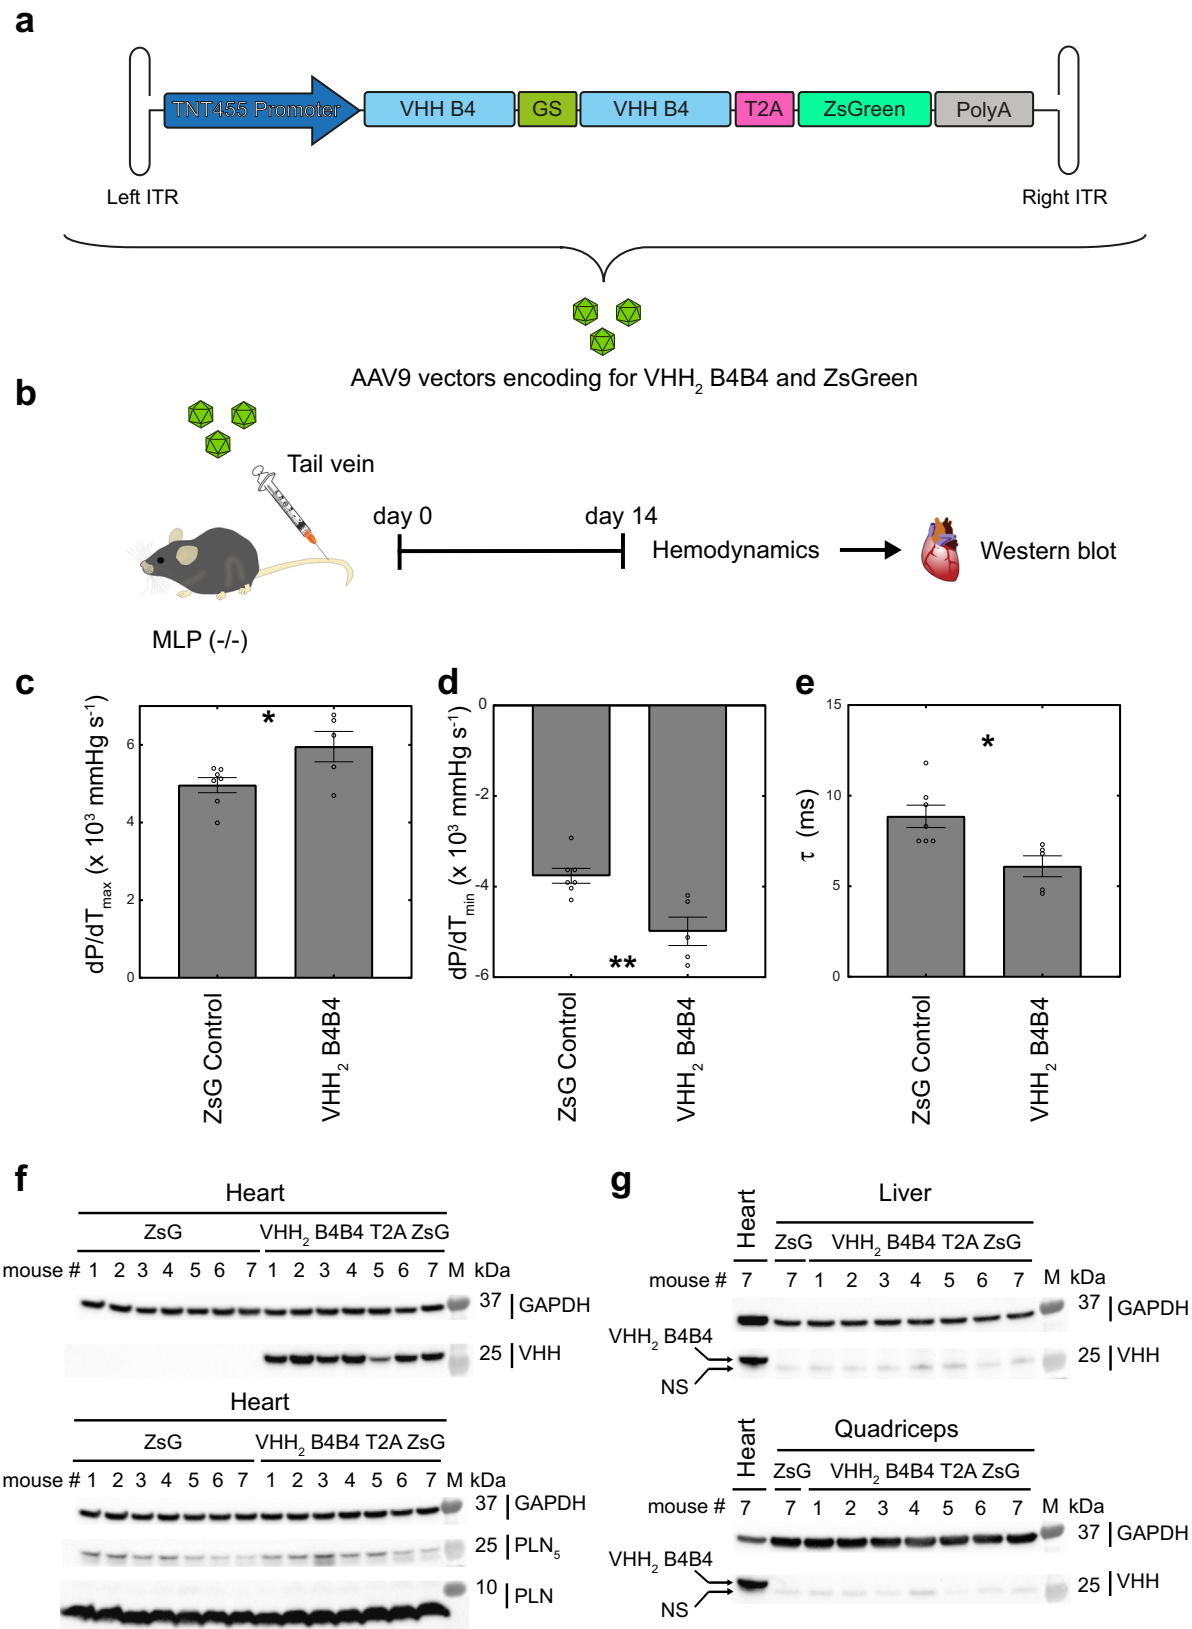 a
TNT455 Promoter VHH B4 GS VHH B4 T2A ZsGreen PolyA
Left ITR Right ITR
AAV9 vectors encoding for VHH2 B4B4 and ZsGreen
b
Tail vein
day 0 day 14
Hemodynamics Western blot
MLP (-/-)
c d e
dP/dTmax (x 10³ mmHg s⁻¹)
6
4
2
0
*
ZsG Control
VHH2 B4B4
dP/dTmin (x 10³ mmHg s⁻¹)
0
-2
-4
-6
**
ZsG Control
VHH2 B4B4
τ (ms)
15
10
5
0
*
ZsG Control
VHH2 B4B4
f
Heart
ZsG VHH2 B4B4 T2A ZsG
mouse # 1 2 3 4 5 6 7 1 2 3 4 5 6 7 M kDa
37 GAPDH
25 VHH
Heart
ZsG VHH2 B4B4 T2A ZsG
mouse # 1 2 3 4 5 6 7 1 2 3 4 5 6 7 M kDa
37 GAPDH
25 PLN5
10 PLN
g
Heart Liver
ZsG VHH2 B4B4 T2A ZsG
mouse # 7 7 1 2 3 4 5 6 7 M kDa
37 GAPDH
VHH2 B4B4
25 VHH
NS
Heart Quadriceps
ZsG VHH2 B4B4 T2A ZsG
mouse # 7 7 1 2 3 4 5 6 7 M kDa
37 GAPDH
VHH2 B4B4
25 VHH
NS